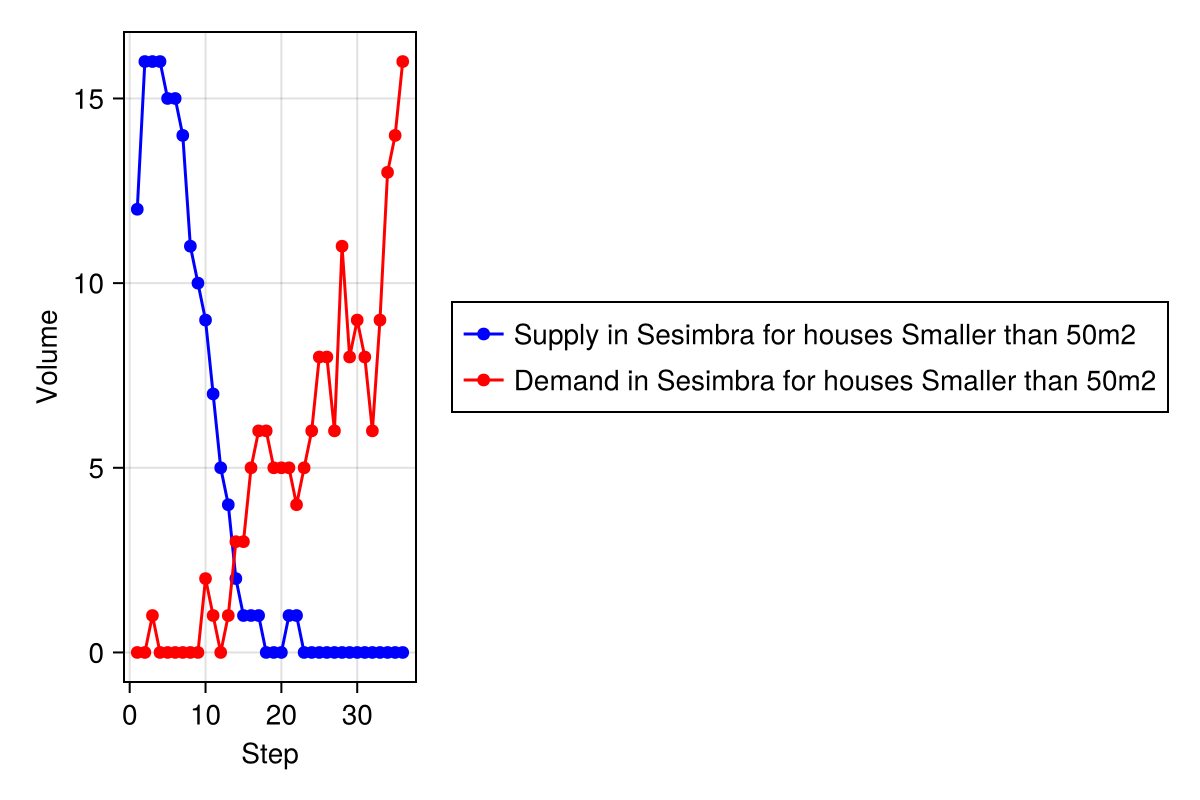 15
10
5
0
Volume
0 10 20 30
Step
Supply in Sesimbra for houses Smaller than 50m2
Demand in Sesimbra for houses Smaller than 50m2